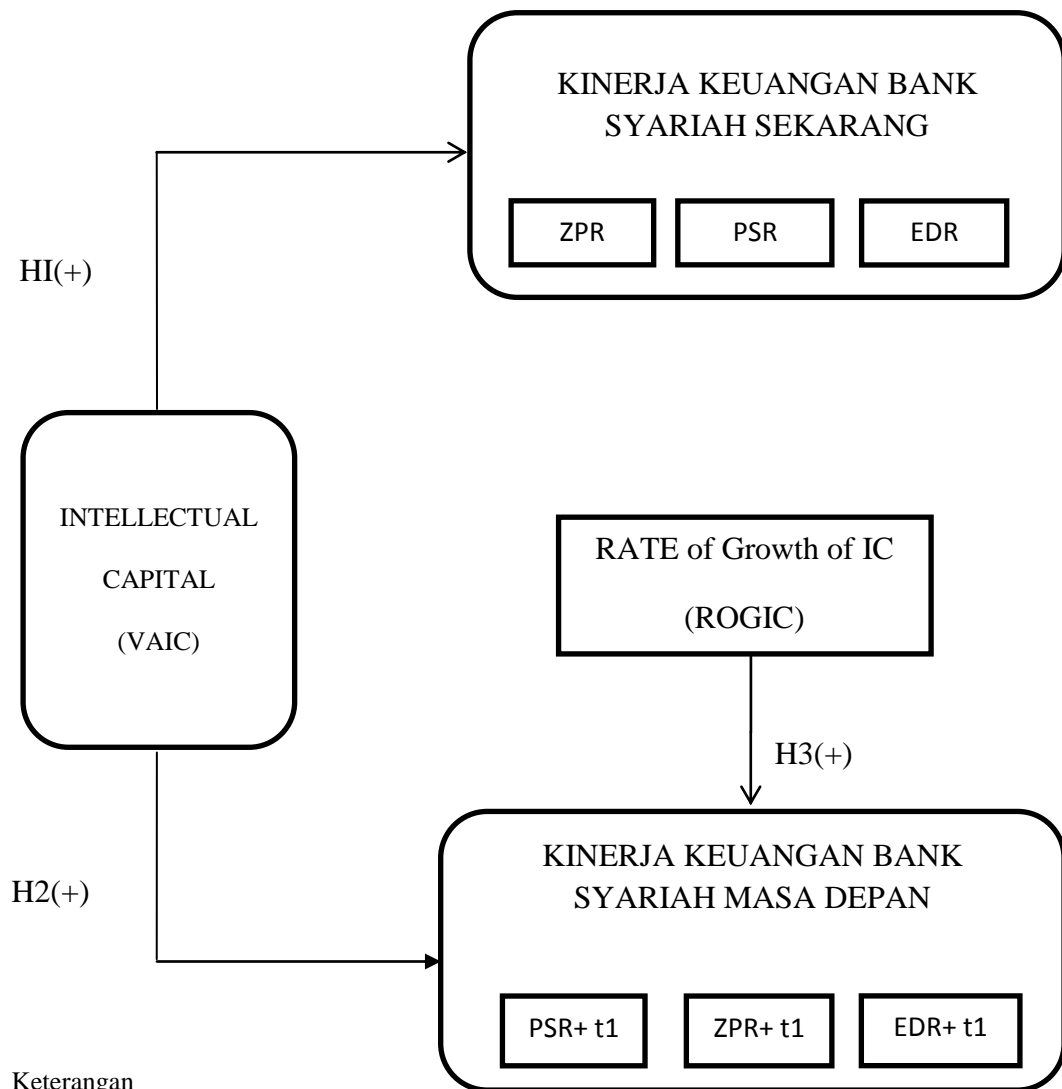 KINERJA KEUANGAN BANK
SYARIAH SEKARANG
ZPR
PSR
EDR
HI(+)
INTELLECTUAL
CAPITAL
(VAIC)
RATE of Growth of IC
(ROGIC)
H3(+)
H2(+)
KINERJA KEUANGAN BANK
SYARIAH MASA DEPAN
PSR+ t1
ZPR+ t1
EDR+ t1
Keterangan